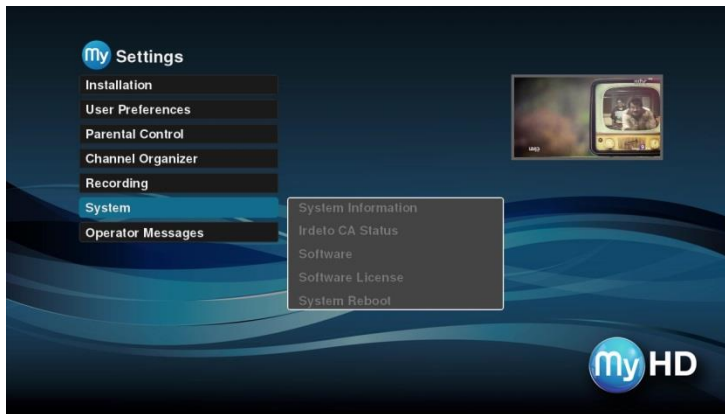 My Settings
Installation
User Preferences
Parental Control
Channel Organizer
Recording
System
Operator Messages
System Information
Irdeto CA Status
Software
Software License
System Reboot
My HD